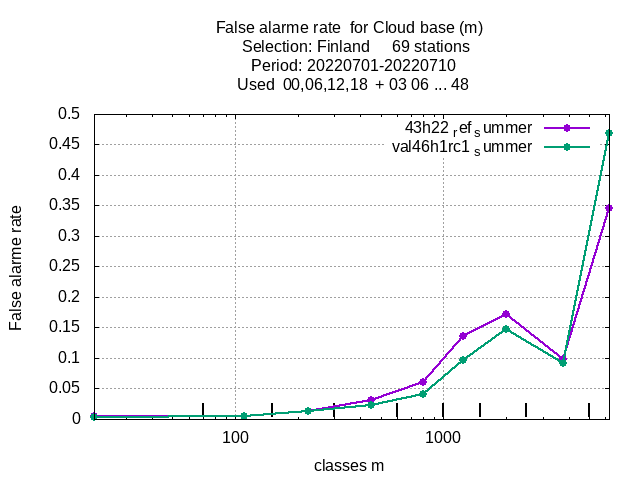 False alarme rate  for Cloud base (m)
Selection: Finland     69 stations
Period: 20220701-20220710
Used  00,06,12,18  + 03 06 ... 48
43h22 ref summer
val46h1rc1 summer
0.5
0.45
0.4
0.35
0.3
0.25
0.2
0.15
0.1
0.05
0
False alarme rate
100
1000
classes m